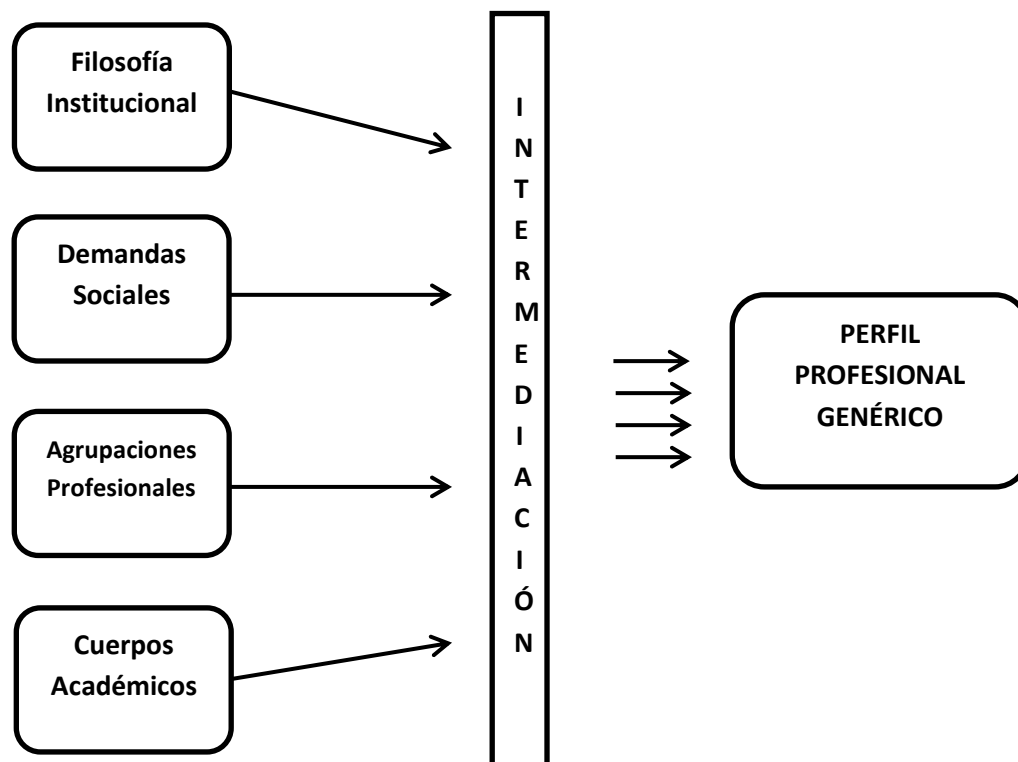 Filosofía
Institucional
Demandas
Sociales
Agrupaciones
Profesionales
Cuerpos
Académicos
I
N
T
E
R
M
E
D
I
A
C
I
Ó
N
PERFIL
PROFESIONAL
GENÉRICO